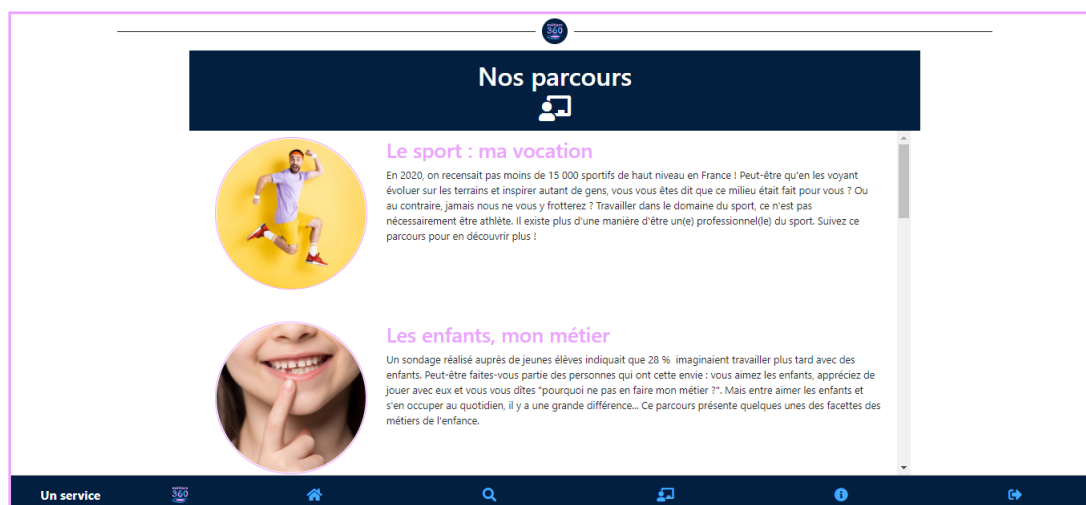 métiers
360
Nos parcours
Le sport : ma vocation
En 2020, on recensait pas moins de 15 000 sportifs de haut niveau en France ! Peut-être qu'en les voyant
évoluer sur les terrains et inspirer autant de gens, vous vous êtes dit que ce milieu était fait pour vous ? Ou
au contraire, jamais nous ne vous y frotterez ? Travailler dans le domaine du sport, ce n'est pas
nécessairement être athlète. Il existe plus d'une manière d'être un(e) professionnel(le) du sport. Suivez ce
parcours pour en découvrir plus !
Les enfants, mon métier
Un sondage réalisé auprès de jeunes élèves indiquait que 28 % imaginaient travailler plus tard avec des
enfants. Peut-être faites-vous partie des personnes qui ont cette envie : vous aimez les enfants, appréciez de
jouer avec eux et vous vous dîtes "pourquoi ne pas en faire mon métier ?". Mais entre aimer les enfants et
s'en occuper au quotidien, il y a une grande différence... Ce parcours présente quelques unes des facettes des
métiers de l'enfance.
Un service
métiers
360